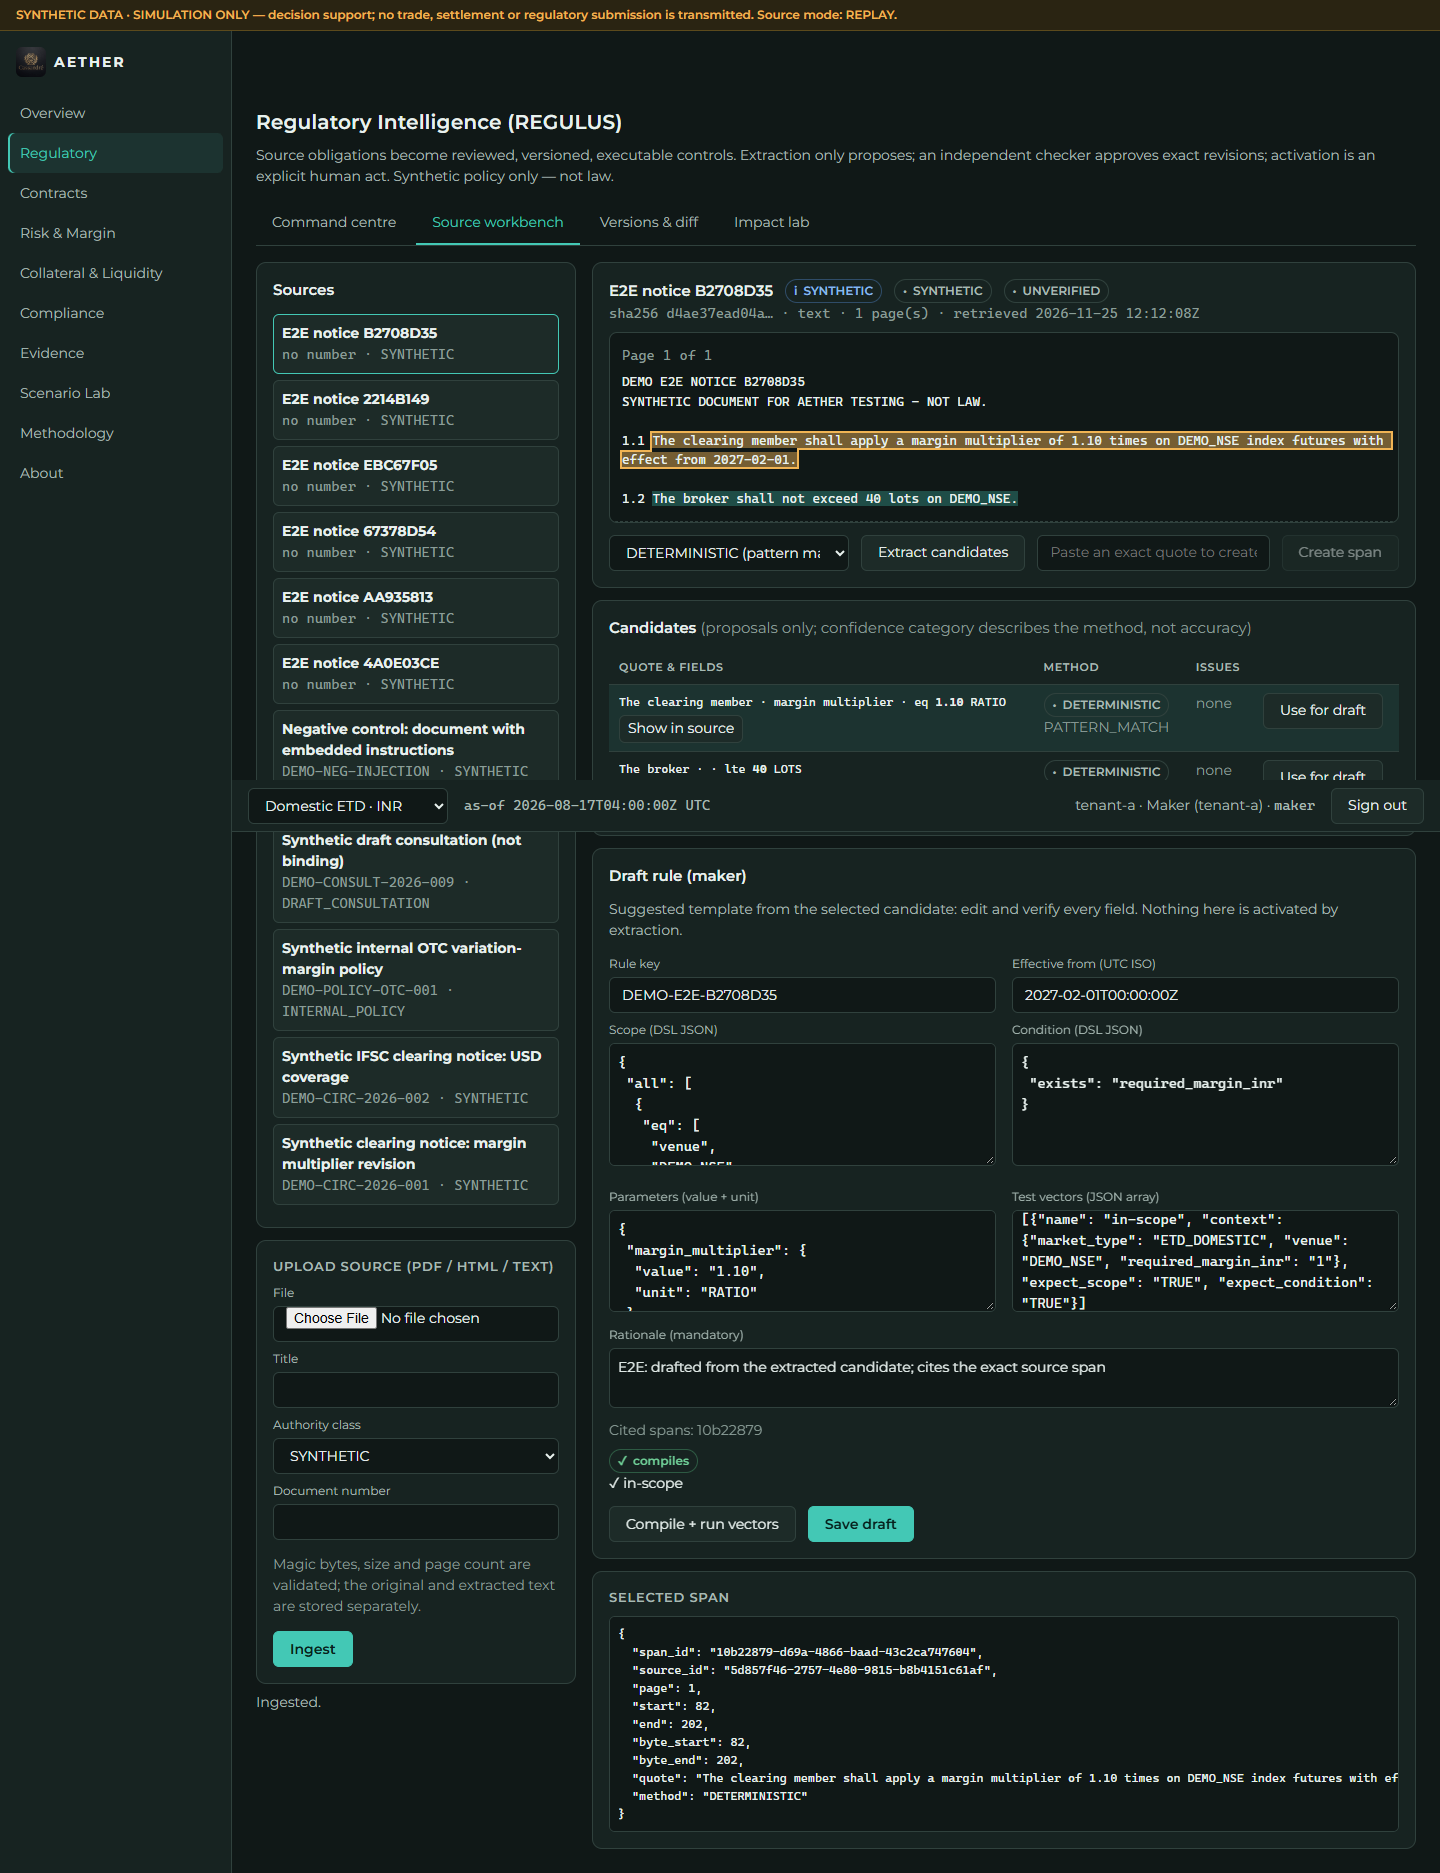 SYNTHETIC DATA · SIMULATION ONLY — decision support; no trade, settlement or regulatory submission is transmitted. Source mode: REPLAY.
AETHER
Overview
Regulatory
Contracts
Risk & Margin
Collateral & Liquidity
Compliance
Evidence
Scenario Lab
Methodology
About
Regulatory Intelligence (REGULUS)
Source obligations become reviewed, versioned, executable controls. Extraction only proposes; an independent checker approves exact revisions; activation is an
explicit human act. Synthetic policy only — not law.
Command centre
Source workbench
Versions & diff
Impact lab
Sources
E2E notice B2708D35
no number · SYNTHETIC
E2E notice 2214B149
no number · SYNTHETIC
E2E notice EBC67F05
no number · SYNTHETIC
E2E notice 67378D54
no number · SYNTHETIC
E2E notice AA935813
no number · SYNTHETIC
E2E notice 4A0E03CE
no number · SYNTHETIC
Negative control: document with
embedded instructions
DEMO-NEG-INJECTION · SYNTHETIC
Synthetic draft consultation (not
binding)
DEMO-CONSULT-2026-009 ·
DRAFT_CONSULTATION
Synthetic internal OTC variation-
margin policy
DEMO-POLICY-OTC-001 ·
INTERNAL_POLICY
Synthetic IFSC clearing notice: USD
coverage
DEMO-CIRC-2026-002 · SYNTHETIC
Synthetic clearing notice: margin
multiplier revision
DEMO-CIRC-2026-001 · SYNTHETIC
UPLOAD SOURCE (PDF / HTML / TEXT)
File
Choose File No file chosen
Title
Authority class
SYNTHETIC
Document number
Magic bytes, size and page count are
validated; the original and extracted text
are stored separately.
Ingest
Ingested.
E2E notice B2708D35 i SYNTHETIC • SYNTHETIC • UNVERIFIED
sha256 d4ae37ead04a… · text · 1 page(s) · retrieved 2026-11-25 12:12:08Z
Page 1 of 1
DEMO E2E NOTICE B2708D35
SYNTHETIC DOCUMENT FOR AETHER TESTING - NOT LAW.
1.1 The clearing member shall apply a margin multiplier of 1.10 times on DEMO_NSE index futures with
effect from 2027-02-01.
1.2 The broker shall not exceed 40 lots on DEMO_NSE.
DETERMINISTIC (pattern ma
Extract candidates
Paste an exact quote to create
Create span
Candidates (proposals only; confidence category describes the method, not accuracy)
QUOTE & FIELDS METHOD ISSUES
The clearing member · margin multiplier · eq 1.10 RATIO
Show in source
• DETERMINISTIC
PATTERN_MATCH
none
Use for draft
The broker · · lte 40 LOTS
• DETERMINISTIC
none
Use for draft
Domestic ETD · INR
as-of 2026-08-17T04:00:00Z UTC
tenant-a · Maker (tenant-a) · maker
Sign out
Draft rule (maker)
Suggested template from the selected candidate: edit and verify every field. Nothing here is activated by
extraction.
Rule key
DEMO-E2E-B2708D35
Effective from (UTC ISO)
2027-02-01T00:00:00Z
Scope (DSL JSON)
{
"all": [
{
"eq": [
"venue",
"DEMO_NSE"
Condition (DSL JSON)
{
"exists": "required_margin_inr"
}
Parameters (value + unit)
{
"margin_multiplier": {
"value": "1.10",
"unit": "RATIO"
}
Test vectors (JSON array)
[{"name": "in-scope", "context":
{"market_type": "ETD_DOMESTIC", "venue":
"DEMO_NSE", "required_margin_inr": "1"},
"expect_scope": "TRUE", "expect_condition":
"TRUE"}]
Rationale (mandatory)
E2E: drafted from the extracted candidate; cites the exact source span
Cited spans: 10b22879
✓ compiles
✓ in-scope
Compile + run vectors
Save draft
SELECTED SPAN
{
"span_id": "10b22879-d69a-4866-baad-43c2ca747604",
"source_id": "5d857f46-2757-4e80-9815-b8b4151c61af",
"page": 1,
"start": 82,
"end": 202,
"byte_start": 82,
"byte_end": 202,
"quote": "The clearing member shall apply a margin multiplier of 1.10 times on DEMO_NSE index futures with ef
"method": "DETERMINISTIC"
}